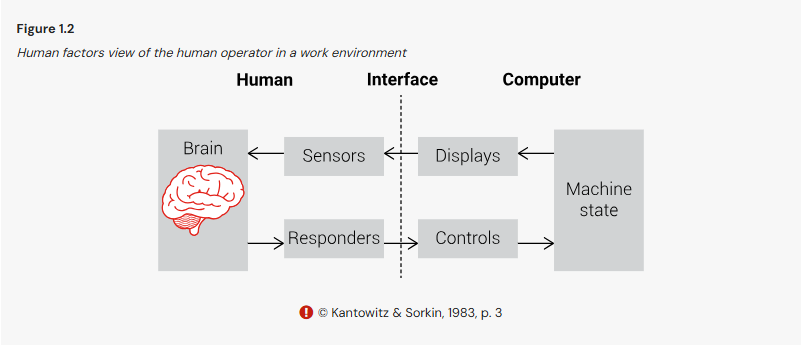 Figure 1.2
Human factors view of the human operator in a work environment
Human Interface Computer
Brain
Sensors
Displays
Machine
state
Responders
Controls
! © Kantowitz & Sorkin, 1983, p. 3